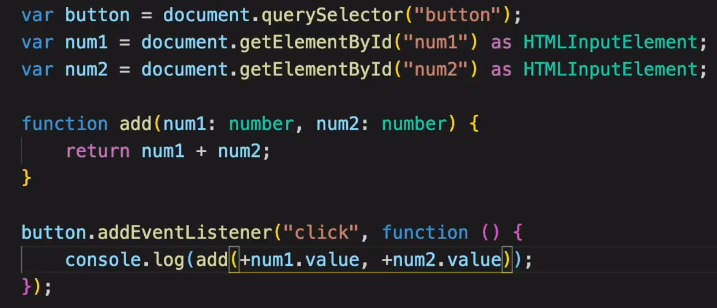 var button = document.querySelector("button");
var num1 = document.getElementById("num1") as HTMLInputElement;
var num2 = document.getElementById("num2") as HTMLInputElement;
function add(num1: number, num2: number) {
return num1 + num2;
}
button.addEventListener("click", function () {
console.log(add(+num1.value, +num2.value));
});